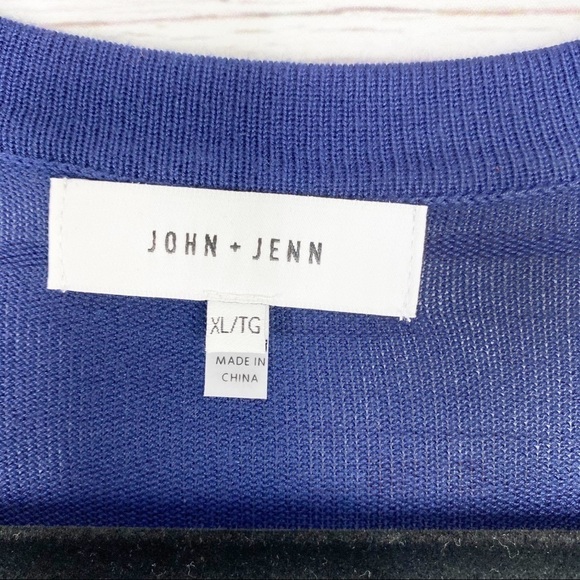 JOHN + JENN
XL/TG
MADE IN
CHINA